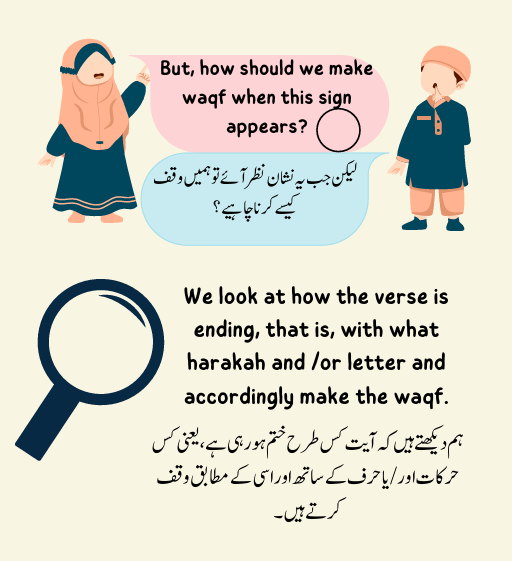 But, how should we make
waqf when this sign
appears?
لیکن جب یہ نشان نظر آئے تو ہمیں وقف
کیسے کرنا چاہیے ؟
We look at how the verse is
ending, that is, with what
harakah and /or letter and
accordingly make the waqf.
ہم دیکھتے ہیں کہ آیت کس طرح ختم ہو رہی ہے، یعنی کس
حرکات اور /یا حرف کے ساتھ اور اسی کے مطابق وقف
کرتے ہیں۔